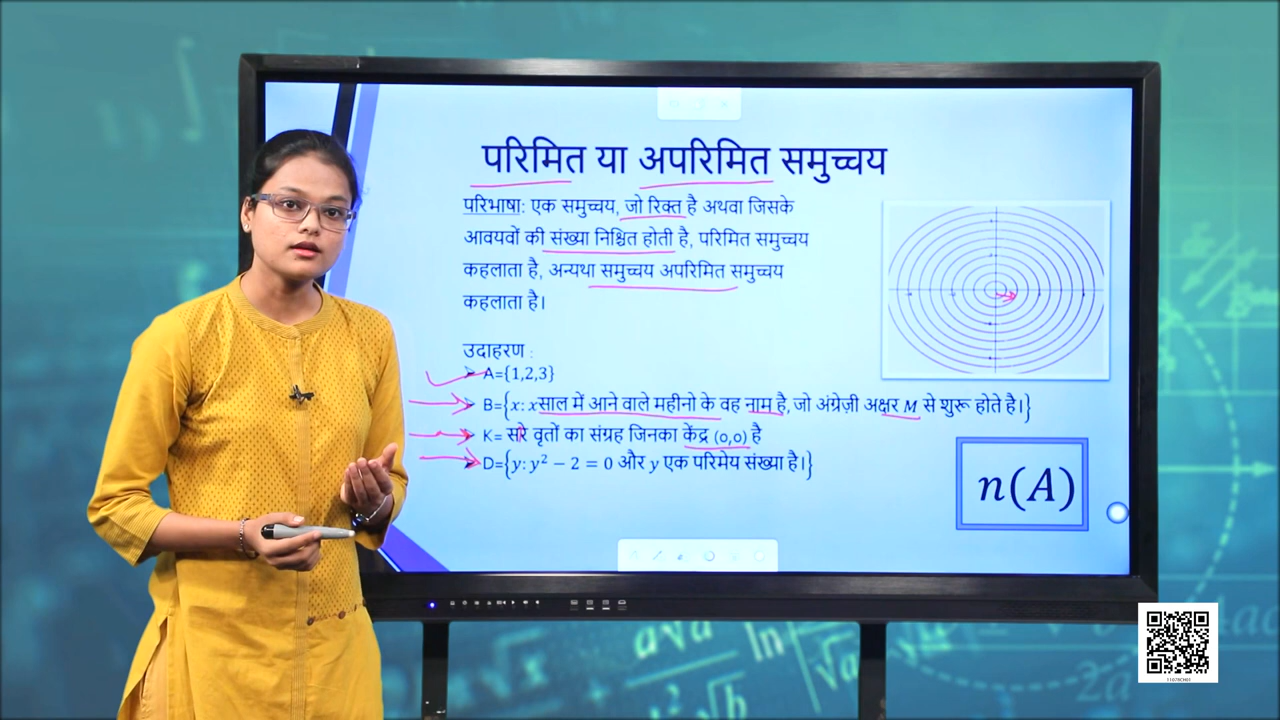 परिमित या अपरिमित समुच्चय
परिभाषा: एक समुच्चय, जो रिक्त है अथवा जिसके
आवयवों की संख्या निश्चित होती है, परिमित समुच्चय
कहलाता है, अन्यथा समुच्चय अपरिमित समुच्चय
कहलाता है।
उदाहरण :
➢ A={1,2,3}
➢ B={x: x साल में आने वाले महीनो के वह नाम है, जो अंग्रेज़ी अक्षर M से शुरू होते है।}
➢ K= सरे वृतों का संग्रह जिनका केंद्र (0,0) है
➢ D={y: y² − 2 = 0 और y एक परिमेय संख्या है।}
n(A)
11078CH01